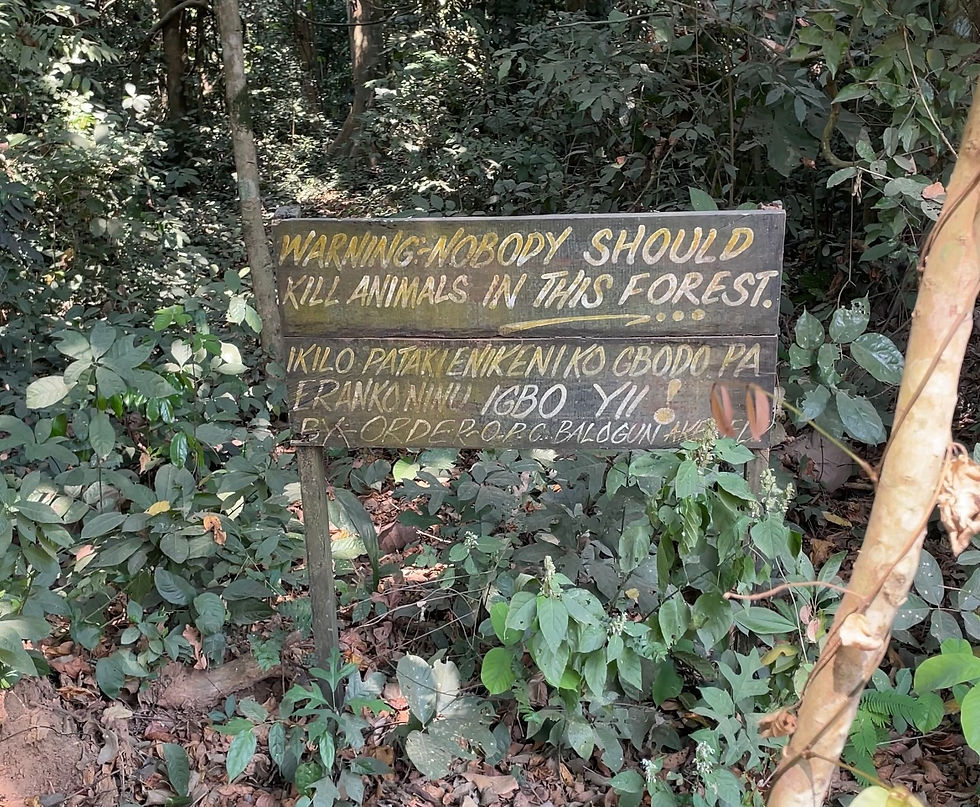 WARNING:-NOBODY SHOULD
KILL ANIMALS IN THIS FOREST.
IKILO PATAKI ENIKENI KO GBODO PA
ERANKO NINU IGBO YII !
BY-ORDER-O.P.C. BALOGUN